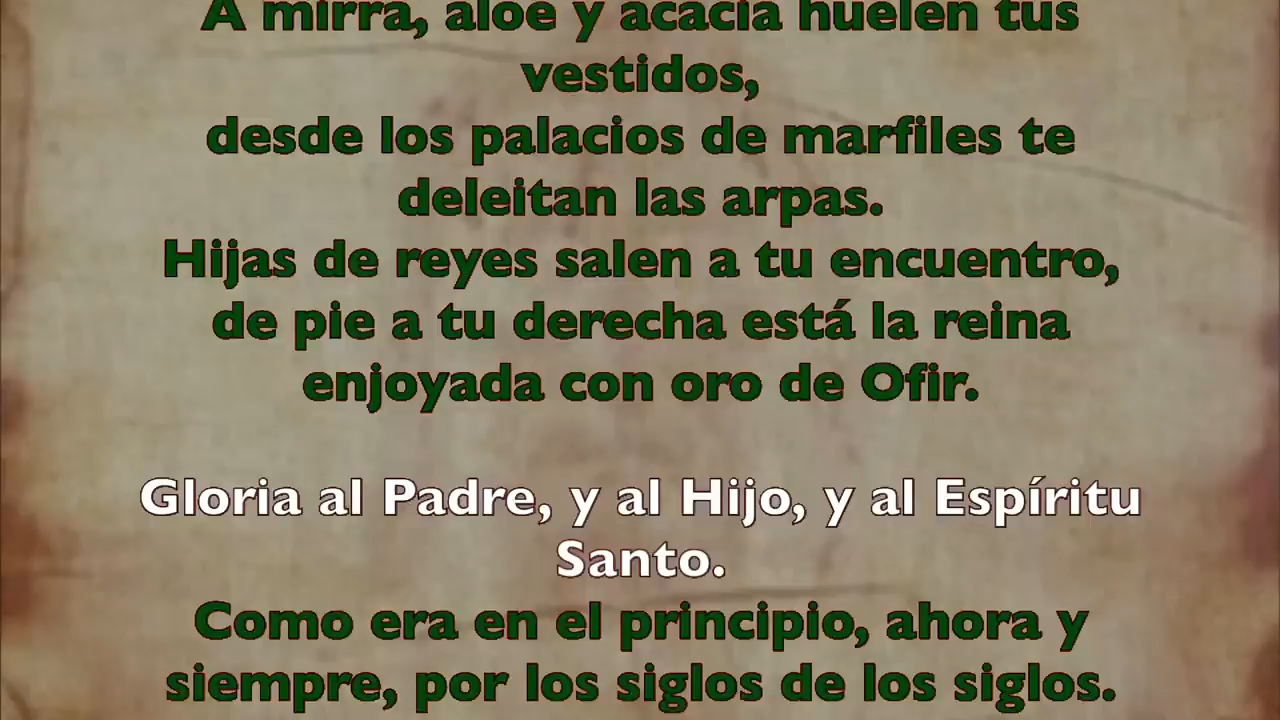 A mirra, aloe y acacia huelen tus
vestidos,
desde los palacios de marfiles te
deleitan las arpas.
Hijas de reyes salen a tu encuentro,
de pie a tu derecha está la reina
enjoyada con oro de Ofir.
Gloria al Padre, y al Hijo, y al Espíritu
Santo.
Como era en el principio, ahora y
siempre, por los siglos de los siglos.